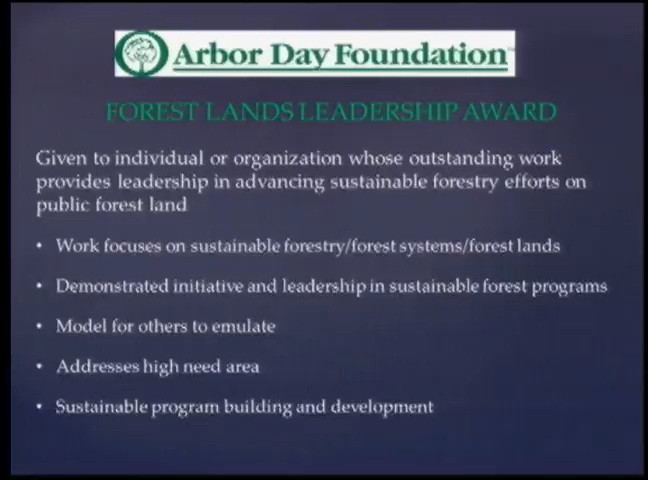 Arbor Day Foundation
FOREST LANDS LEADERSHIP AWARD
Given to individual or organization whose outstanding work
provides leadership in advancing sustainable forestry efforts on
public forest land
• Work focuses on sustainable forestry/forest systems/forest lands
• Demonstrated initiative and leadership in sustainable forest programs
• Model for others to emulate
• Addresses high need area
• Sustainable program building and development